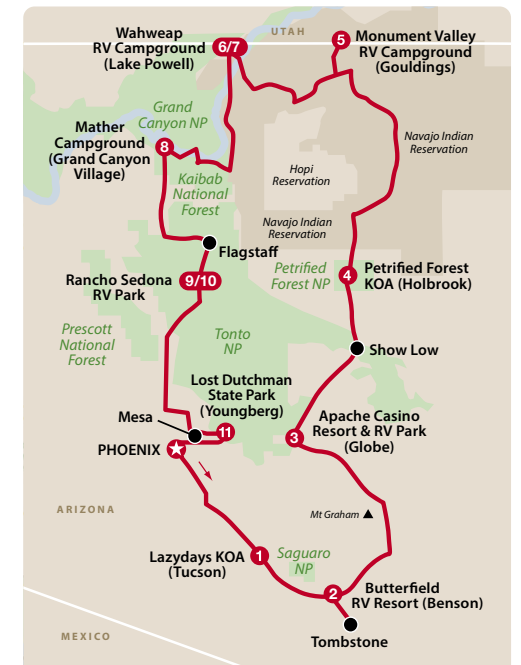 UTAH
Wahweap
RV Campground
(Lake Powell)
6/7
5
Monument Valley
RV Campground
(Gouldings)
Grand
Canyon NP
Mather
Campground
(Grand Canyon
Village)
8
Navajo Indian
Reservation
Hopi
Reservation
Kaibab
National
Forest
Navajo Indian
Reservation
Flagstaff
Petrified
Forest NP
4
Petrified Forest
KOA (Holbrook)
Rancho Sedona
RV Park
9/10
Prescott
National
Forest
Tonto
NP
Show Low
Lost Dutchman
State Park
(Youngberg)
Mesa
11
PHOENIX
3
Apache Casino
Resort & RV Park
(Globe)
ARIZONA
Mt Graham
Lazydays KOA
(Tucson)
1
Saguaro
NP
2
Butterfield
RV Resort (Benson)
MEXICO
Tombstone